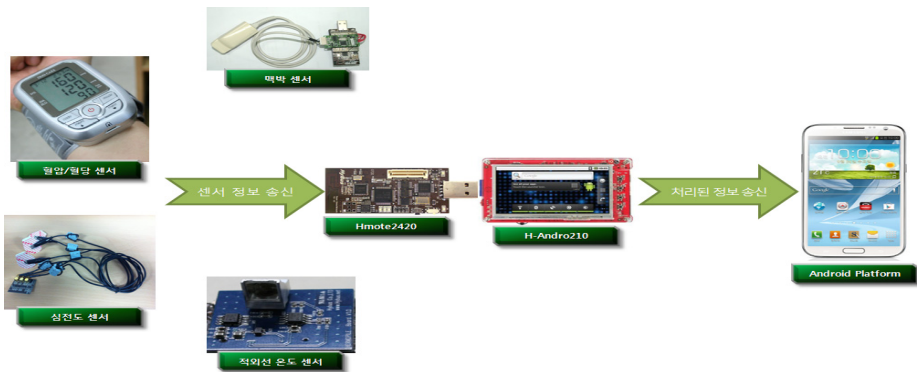 맥박 센서
혈압/혈당 센서
센서 정보 송신
Hmote2420
H-Andro210
처리된 정보 송신
Android Platform
심전도 센서
적외선 온도 센서